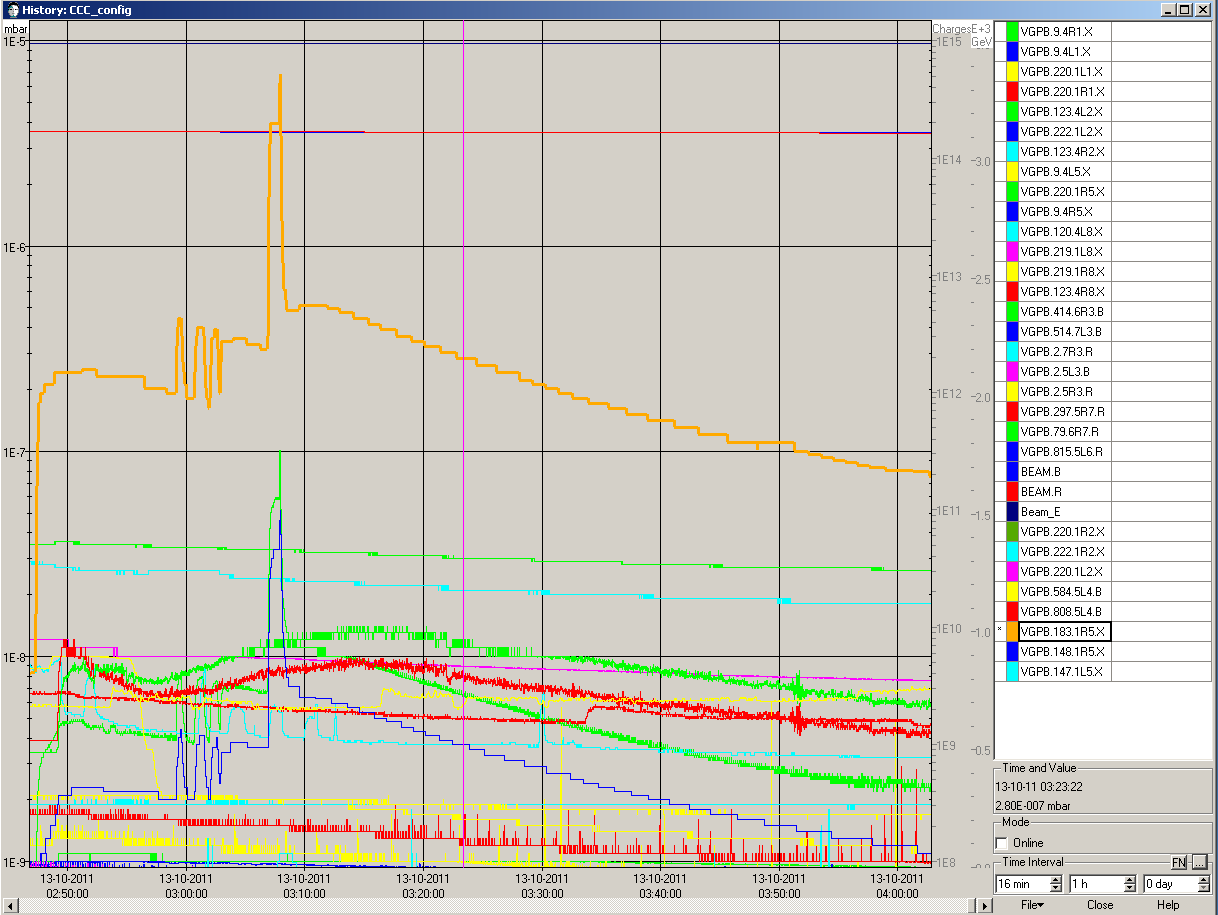 History: CCC_config
mbar
1E-5
1E-6
1E-7
1E-8
1E-9
ChargesE+3
GeV
1E15
1E14
1E13
1E12
1E11
1E10
1E9
1E8
3.0
2.5
2.0
1.5
1.0
0.5
13-10-2011 13-10-2011 13-10-2011 13-10-2011 13-10-2011 13-10-2011 13-10-2011 13-10-2011
02:50:00 03:00:00 03:10:00 03:20:00 03:30:00 03:40:00 03:50:00 04:00:00
VGPB.9.4R1.X
VGPB.9.4L1.X
VGPB.220.1L1.X
VGPB.220.1R1.X
VGPB.123.4L2.X
VGPB.222.1L2.X
VGPB.123.4R2.X
VGPB.9.4L5.X
VGPB.220.1R5.X
VGPB.9.4R5.X
VGPB.120.4L8.X
VGPB.219.1L8.X
VGPB.219.1R8.X
VGPB.123.4R8.X
VGPB.414.6R3.B
VGPB.514.7L3.B
VGPB.2.7R3.R
VGPB.2.5L3.B
VGPB.2.5R3.R
VGPB.297.5R7.R
VGPB.79.6R7.R
VGPB.815.5L6.R
BEAM.B
BEAM.R
Beam_E
VGPB.220.1R2.X
VGPB.222.1R2.X
VGPB.220.1L2.X
VGPB.584.5L4.B
VGPB.808.5L4.B
* VGPB.183.1R5.X
VGPB.148.1R5.X
VGPB.147.1L5.X
Time and Value
13-10-11 03:23:22
2.80E-007 mbar
Mode
Online
Time Interval FN ...
16 min 1 h 0 day
File Close Help